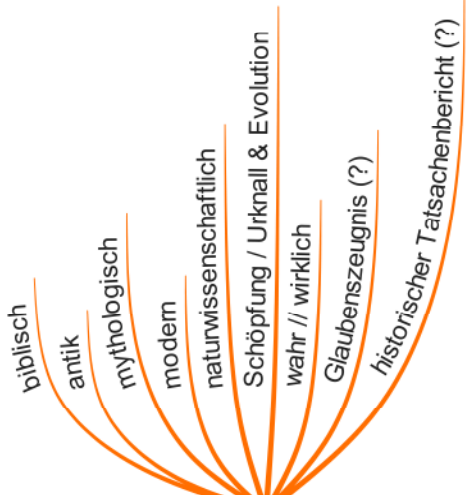 biblisch
antik
mythologisch
modern
naturwissenschaftlich
Schöpfung / Urknall & Evolution
wahr // wirklich
Glaubenszeugnis (?)
historischer Tatsachenbericht (?)